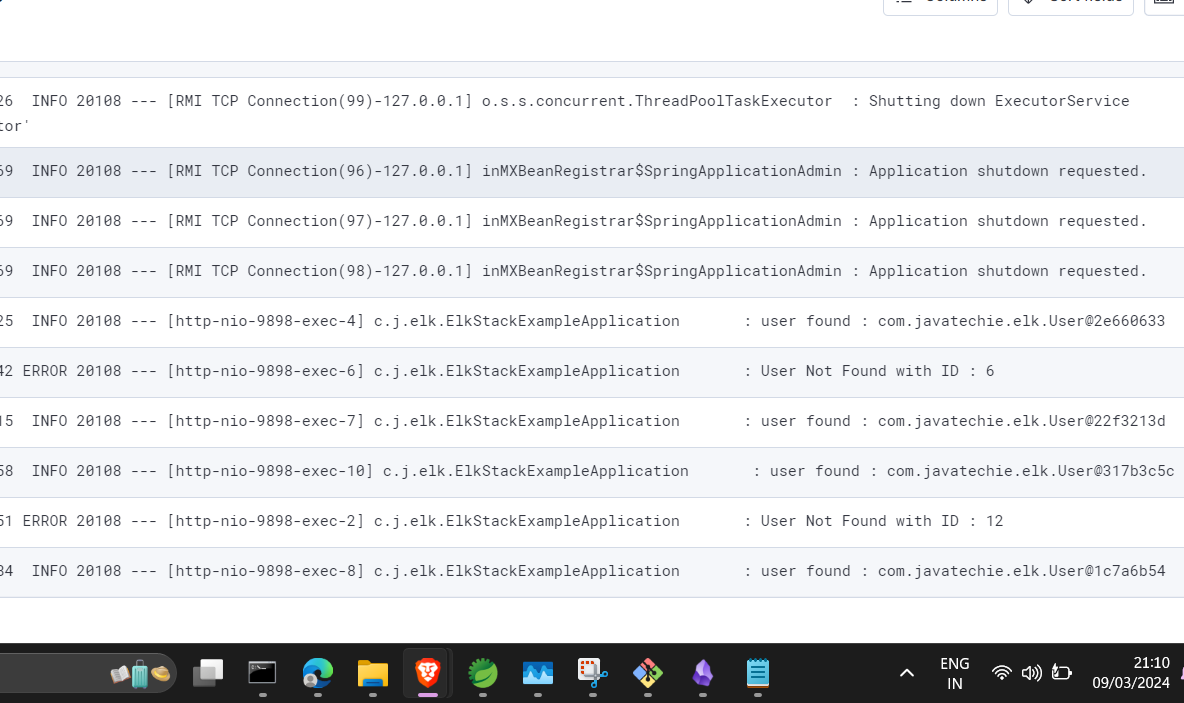 26  INFO 20108 --- [RMI TCP Connection(99)-127.0.0.1] o.s.s.concurrent.ThreadPoolTaskExecutor  : Shutting down ExecutorService
tor'
69  INFO 20108 --- [RMI TCP Connection(96)-127.0.0.1] inMXBeanRegistrar$SpringApplicationAdmin : Application shutdown requested.
69  INFO 20108 --- [RMI TCP Connection(97)-127.0.0.1] inMXBeanRegistrar$SpringApplicationAdmin : Application shutdown requested.
69  INFO 20108 --- [RMI TCP Connection(98)-127.0.0.1] inMXBeanRegistrar$SpringApplicationAdmin : Application shutdown requested.
25  INFO 20108 --- [http-nio-9898-exec-4] c.j.elk.ElkStackExampleApplication       : user found : com.javatechie.elk.User@2e660633
42 ERROR 20108 --- [http-nio-9898-exec-6] c.j.elk.ElkStackExampleApplication       : User Not Found with ID : 6
15  INFO 20108 --- [http-nio-9898-exec-7] c.j.elk.ElkStackExampleApplication       : user found : com.javatechie.elk.User@22f3213d
58  INFO 20108 --- [http-nio-9898-exec-10] c.j.elk.ElkStackExampleApplication       : user found : com.javatechie.elk.User@317b3c5c
51 ERROR 20108 --- [http-nio-9898-exec-2] c.j.elk.ElkStackExampleApplication       : User Not Found with ID : 12
84  INFO 20108 --- [http-nio-9898-exec-8] c.j.elk.ElkStackExampleApplication       : user found : com.javatechie.elk.User@1c7a6b54
ENG
IN
21:10
09/03/2024